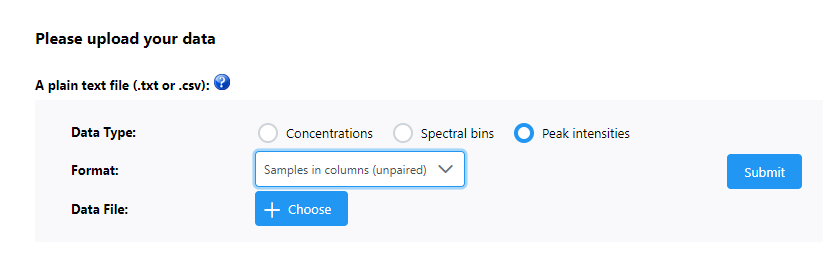 Please upload your data
A plain text file (.txt or .csv): ?
Data Type: Concentrations Spectral bins Peak intensities
Format: Samples in columns (unpaired) Submit
Data File: + Choose